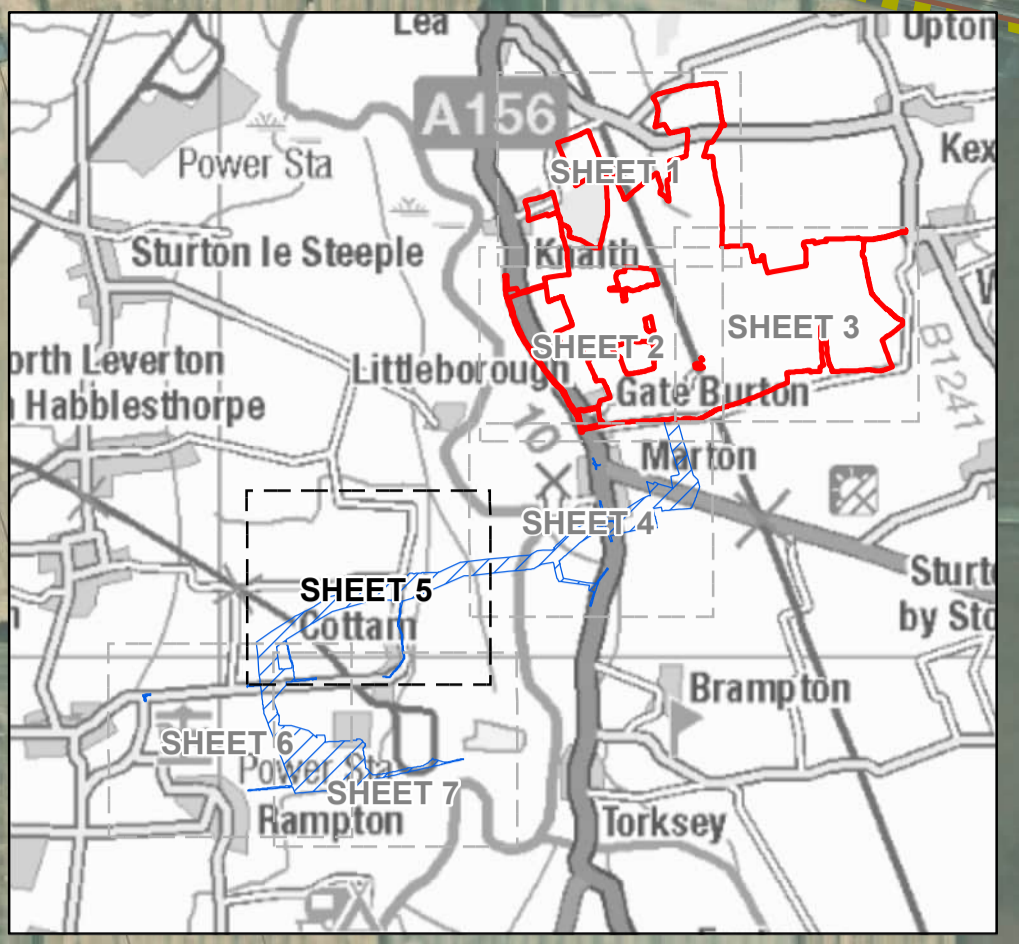 Lea
Upton
A156
Kex
Power Sta
SHEET 1
Sturton le Steeple
Knaith
W
SHEET 3
SHEET 2
B1241
orth Leverton
Littleborough
Habblesthorpe
Gate Burton
10
Marton
SHEET 4
Sturto
by Sto
SHEET 5
Cottam
Brampton
SHEET 6
Power Sta
SHEET 7
Rampton
Torksey